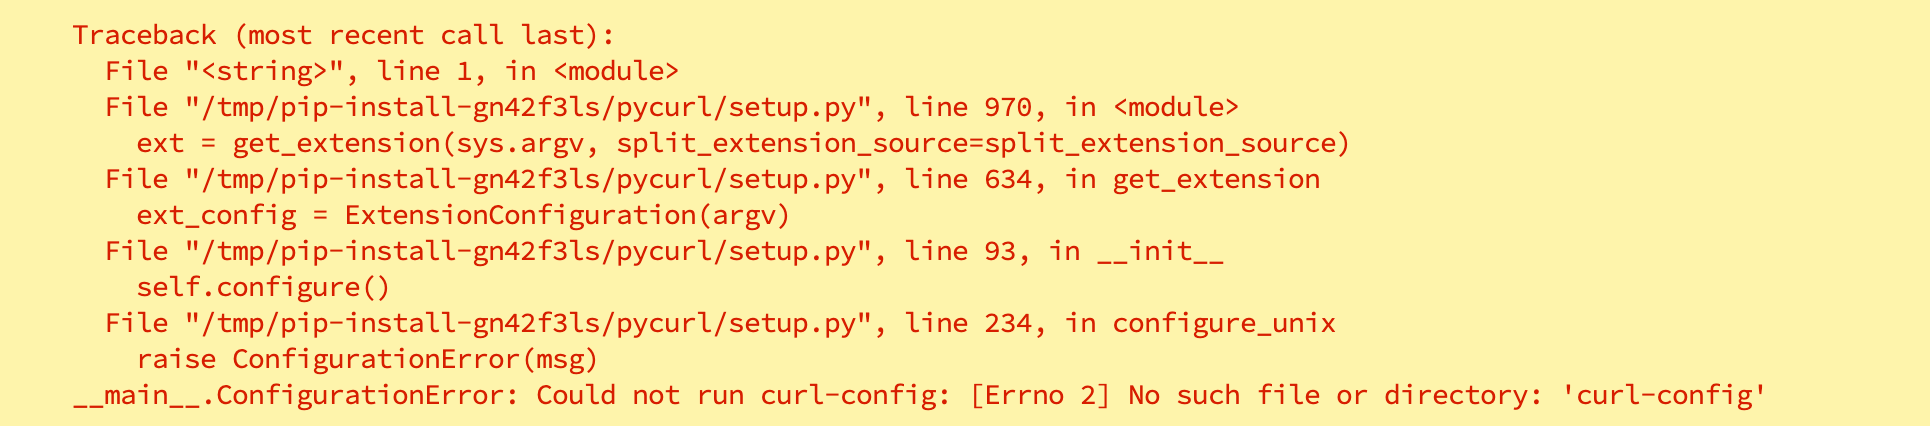 Traceback (most recent call last):
  File "<string>", line 1, in <module>
  File "/tmp/pip-install-gn42f3ls/pycurl/setup.py", line 970, in <module>
    ext = get_extension(sys.argv, split_extension_source=split_extension_source)
  File "/tmp/pip-install-gn42f3ls/pycurl/setup.py", line 634, in get_extension
    ext_config = ExtensionConfiguration(argv)
  File "/tmp/pip-install-gn42f3ls/pycurl/setup.py", line 93, in __init__
    self.configure()
  File "/tmp/pip-install-gn42f3ls/pycurl/setup.py", line 234, in configure_unix
    raise ConfigurationError(msg)
__main__.ConfigurationError: Could not run curl-config: [Errno 2] No such file or directory: 'curl-config'